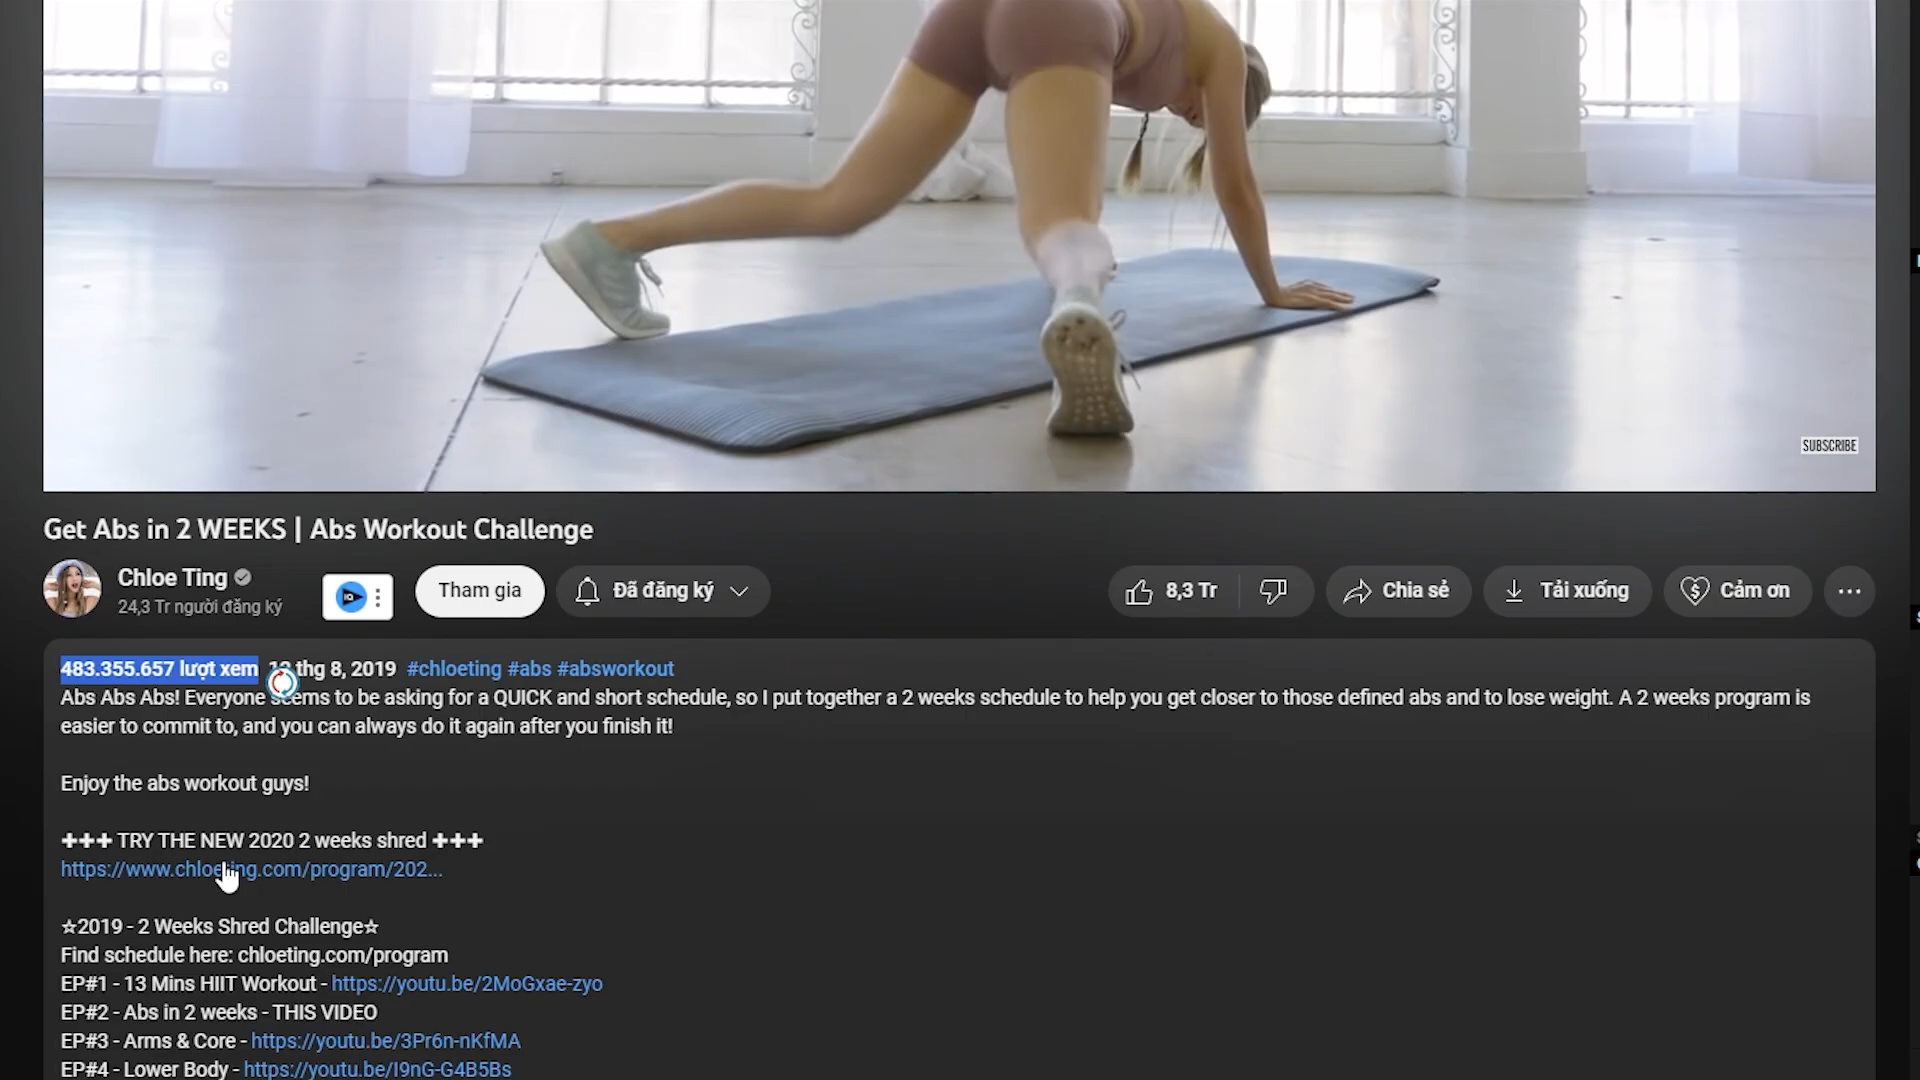 SUBSCRIBE
Get Abs in 2 WEEKS | Abs Workout Challenge
Chloe Ting
24,3 Tr người đăng ký
Tham gia
Đã đăng ký
8,3 Tr
Chia sẻ
Tải xuống
Cảm ơn
483.355.657 lượt xem thg 8, 2019 #chloeting #abs #absworkout
Abs Abs Abs! Everyone seems to be asking for a QUICK and short schedule, so I put together a 2 weeks schedule to help you get closer to those defined abs and to lose weight. A 2 weeks program is
easier to commit to, and you can always do it again after you finish it!
Enjoy the abs workout guys!
✚✚✚ TRY THE NEW 2020 2 weeks shred ✚✚✚
https://www.chloeting.com/program/202...
☆2019 - 2 Weeks Shred Challenge☆
Find schedule here: chloeting.com/program
EP#1 - 13 Mins HIIT Workout - https://youtu.be/2MoGxae-zyo
EP#2 - Abs in 2 weeks - THIS VIDEO
EP#3 - Arms & Core - https://youtu.be/3Pr6n-nKfMA
EP#4 - Lower Body - https://youtu.be/I9nG-G4B5Bs